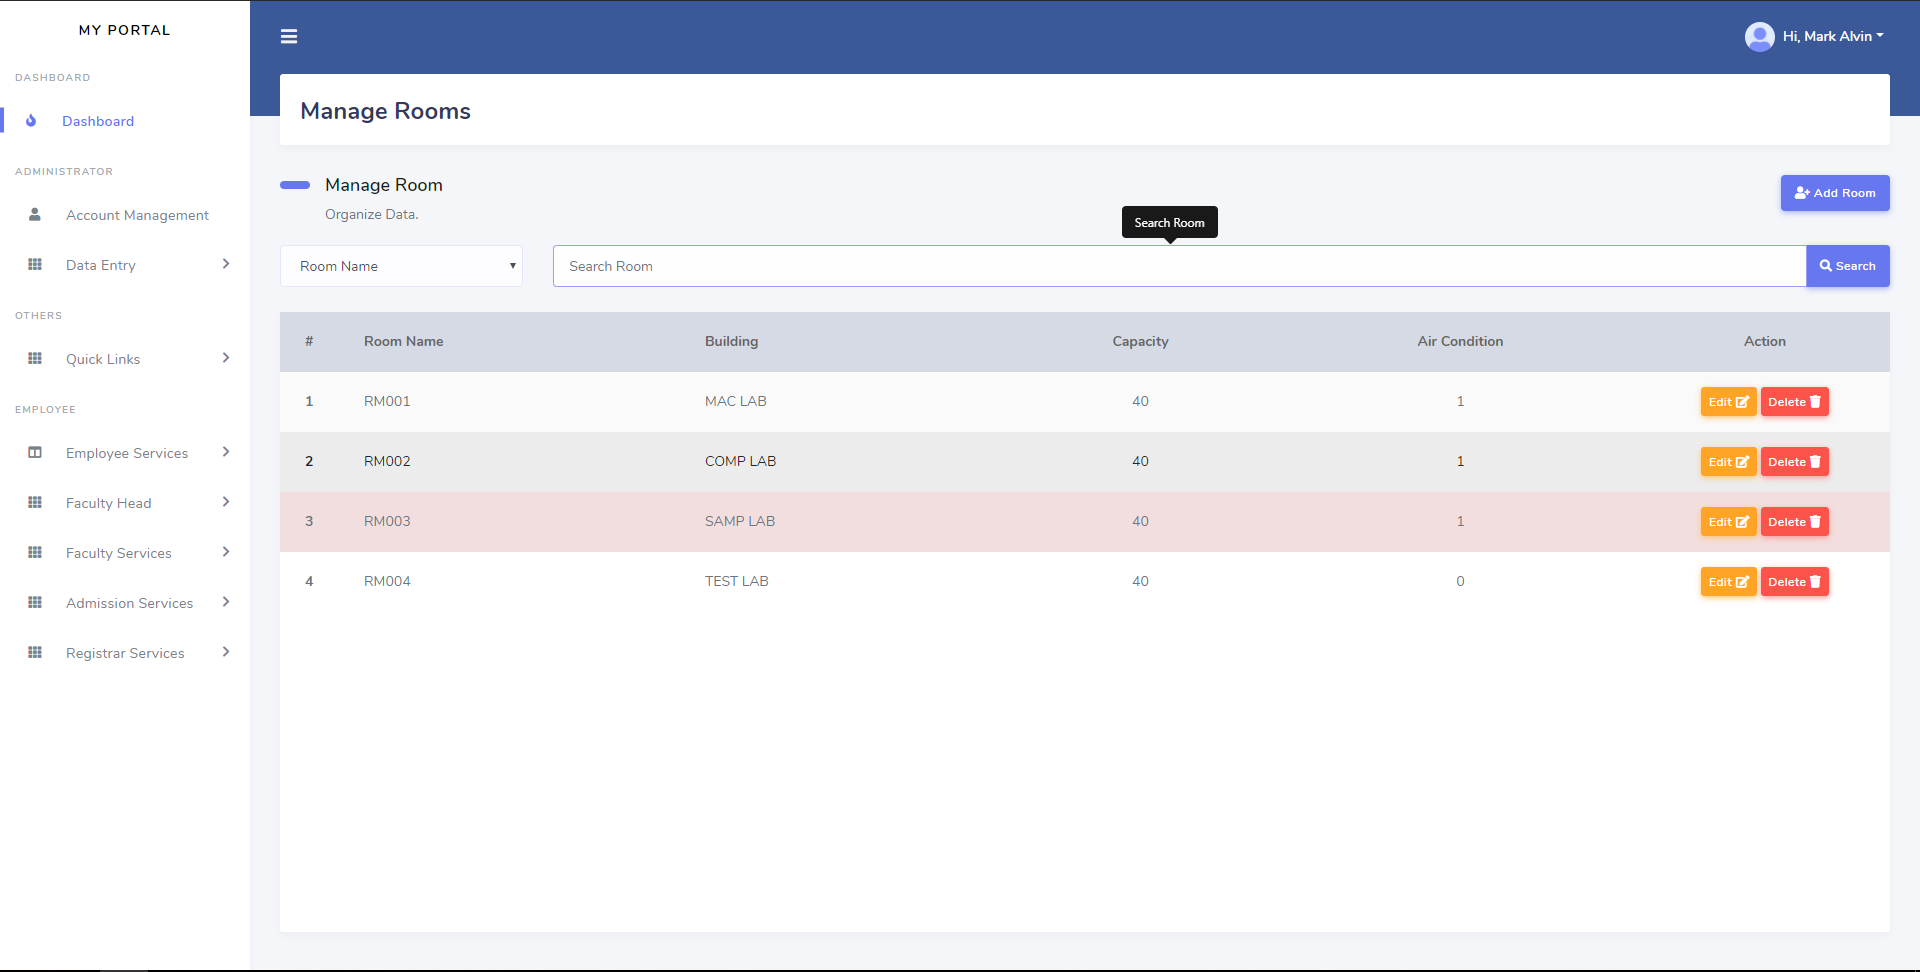 MY PORTAL
DASHBOARD
Dashboard
ADMINISTRATOR
Account Management
Data Entry
OTHERS
Quick Links
EMPLOYEE
Employee Services
Faculty Head
Faculty Services
Admission Services
Registrar Services
Hi, Mark Alvin
Manage Rooms
Manage Room
Organize Data.
Add Room
Search Room
Room Name
Search Room
Search
# Room Name Building Capacity Air Condition Action
1 RM001 MAC LAB 40 1 Edit Delete
2 RM002 COMP LAB 40 1 Edit Delete
3 RM003 SAMP LAB 40 1 Edit Delete
4 RM004 TEST LAB 40 0 Edit Delete